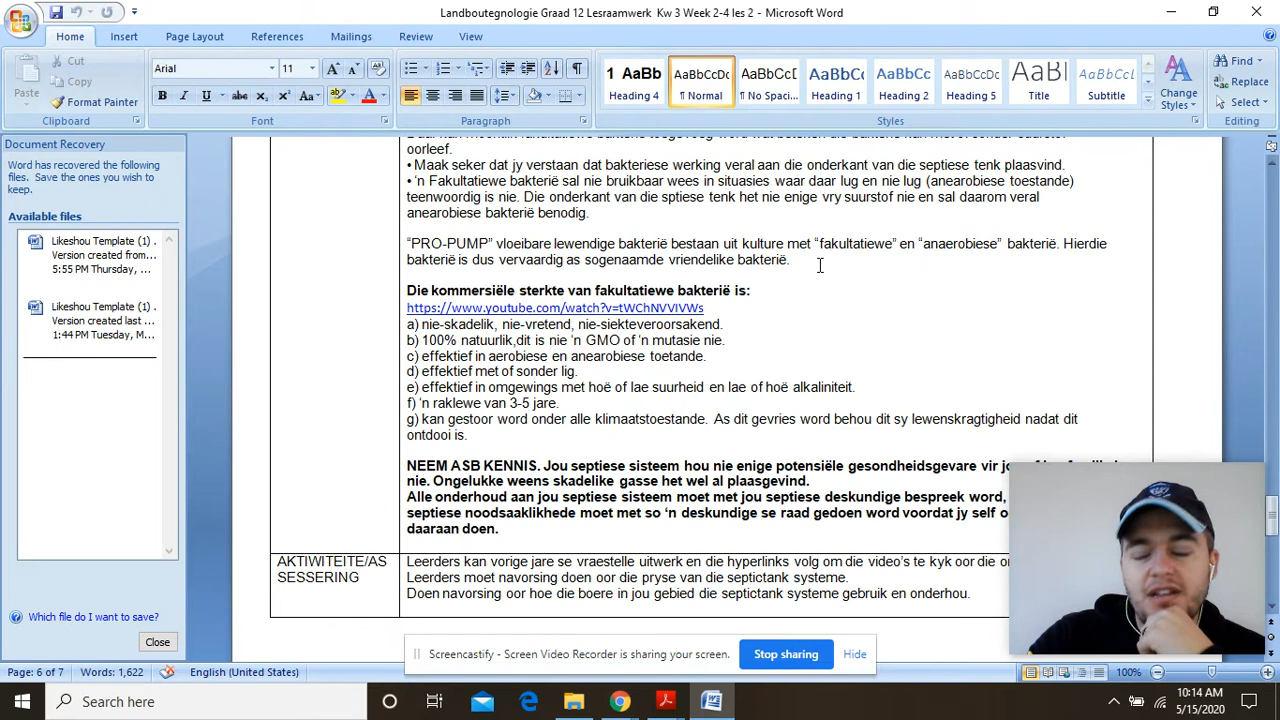 Landboutegnologie Graad 12 Lesraamwerk Kw 3 Week 2-4 les 2 - Microsoft Word
Home Insert Page Layout References Mailings Review View
Cut
Copy
Format Painter
Paste
Clipboard
Arial 11
Font
Paragraph
1 AaBb AaBbCcDc AaBbCcDc AaBbCc AaBbCc AaBbCcDc AaB AaBbCc
Heading 4 ¶ Normal ¶ No Spaci... Heading 1 Heading 2 Heading 5 Title Subtitle
Change
Styles
Styles
Find
Replace
Select
Editing
Document Recovery
Word has recovered the following
files. Save the ones you wish to
keep.
Available files
Likeshou Template (1) .
Version created from...
5:55 PM Thursday, ...
Likeshou Template (1) .
Version created last ...
1:44 PM Tuesday, M...
Which file do I want to save?
Close
oorleef.
• Maak seker dat jy verstaan dat bakteriese werking veral aan die onderkant van die septiese tenk plaasvind.
• ‘n Fakultatiewe bakterië sal nie bruikbaar wees in situasies waar daar lug en nie lug (anearobiese toestande)
teenwoordig is nie. Die onderkant van die sptiese tenk het nie enige vry suurstof nie en sal daarom veral
anearobiese bakterië benodig.
“PRO-PUMP” vloeibare lewendige bakterië bestaan uit kulture met “fakultatiewe” en “anaerobiese” bakterië. Hierdie
bakterië is dus vervaardig as sogenaamde vriendelike bakterië.
Die kommersiële sterkte van fakultatiewe bakterië is:
https://www.youtube.com/watch?v=tWChNVVIVWs
a) nie-skadelik, nie-vretend, nie-siekteveroorsakend.
b) 100% natuurlik,dit is nie ‘n GMO of ‘n mutasie nie.
c) effektief in aerobiese en anearobiese toetande.
d) effektief met of sonder lig.
e) effektief in omgewings met hoë of lae suurheid en lae of hoë alkaliniteit.
f) ‘n raklewe van 3-5 jare.
g) kan gestoor word onder alle klimaatstoestande. As dit gevries word behou dit sy lewenskragtigheid nadat dit
ontdooi is.
NEEM ASB KENNIS. Jou septiese sisteem hou nie enige potensiële gesondheidsgevare vir
nie. Ongelukke weens skadelike gasse het wel al plaasgevind.
Alle onderhoud aan jou septiese sisteem moet met jou septiese deskundige bespreek word,
septiese noodsaaklikhede moet met so ‘n deskundige se raad gedoen word voordat jy self
daaraan doen.
AKTIWITEITE/AS
SESSERING
Leerders kan vorige jare se vraestelle uitwerk en die hyperlinks volg om die video’s te kyk oor die
Leerders moet navorsing doen oor die pryse van die septictank systeme.
Doen navorsing oor hoe die boere in jou gebied die septictank systeme gebruik en onderhou.
Screencastify - Screen Video Recorder is sharing your screen. Stop sharing Hide
Page: 6 of 7 Words: 1,622 English (United States) 100%
Type here to search
10:14 AM
5/15/2020